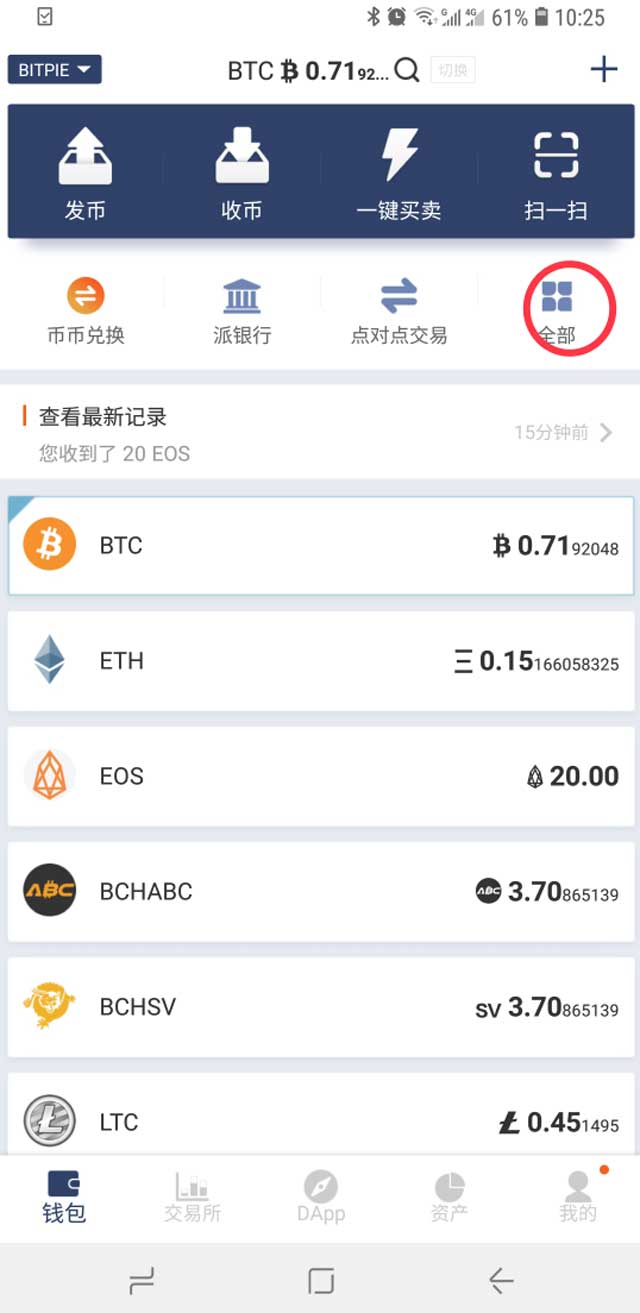 G 4G 61% 10:25
BITPIE BTC ₿ 0.7192... 切换
发币 收币 一键买卖 扫一扫
币币兑换 派银行 点对点交易 全部
查看最新记录
15分钟前
您收到了 20 EOS
BTC ₿ 0.7192048
ETH Ξ 0.15166058325
EOS 20.00
ABC BCHABC ABC 3.70865139
BCHSV SV 3.70865139
LTC Ł 0.451495
钱包 交易所 DApp 资产 我的